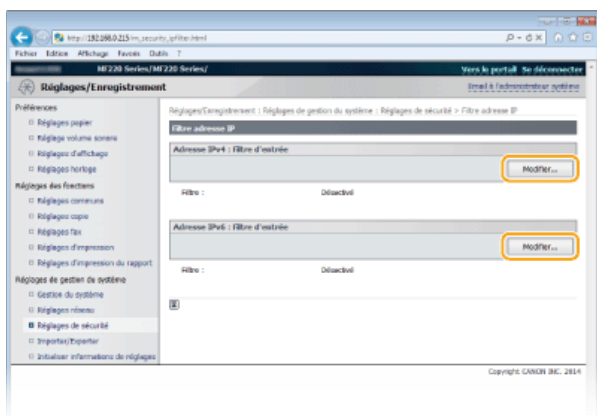 http://192.168.0.215/m_security_ipfilter.html
Fichier Edition Affichage Favoris Outils ?
MF220 Series/MF220 Series/
Vers le portail Se déconnecter
Réglages/Enregistrement
Email à l'administrateur système
Préférences
Réglages papier
Réglage volume sonore
Réglages d'affichage
Réglages horloge
Réglages des fonctions
Réglages communs
Réglages copie
Réglages fax
Réglages d'impression
Réglages d'impression du rapport
Réglages de gestion de système
Gestion du système
Réglages réseau
Réglages de sécurité
Importer/Exporter
Initialiser informations de réglages
Réglages/Enregistrement : Réglages de gestion du système : Réglages de sécurité > Filtre adresse IP
Filtre adresse IP
Adresse IPv4 : Filtre d'entrée
Modifier...
Filtre : Désactivé
Adresse IPv6 : Filtre d'entrée
Modifier...
Filtre : Désactivé
Copyright CANON INC. 2014